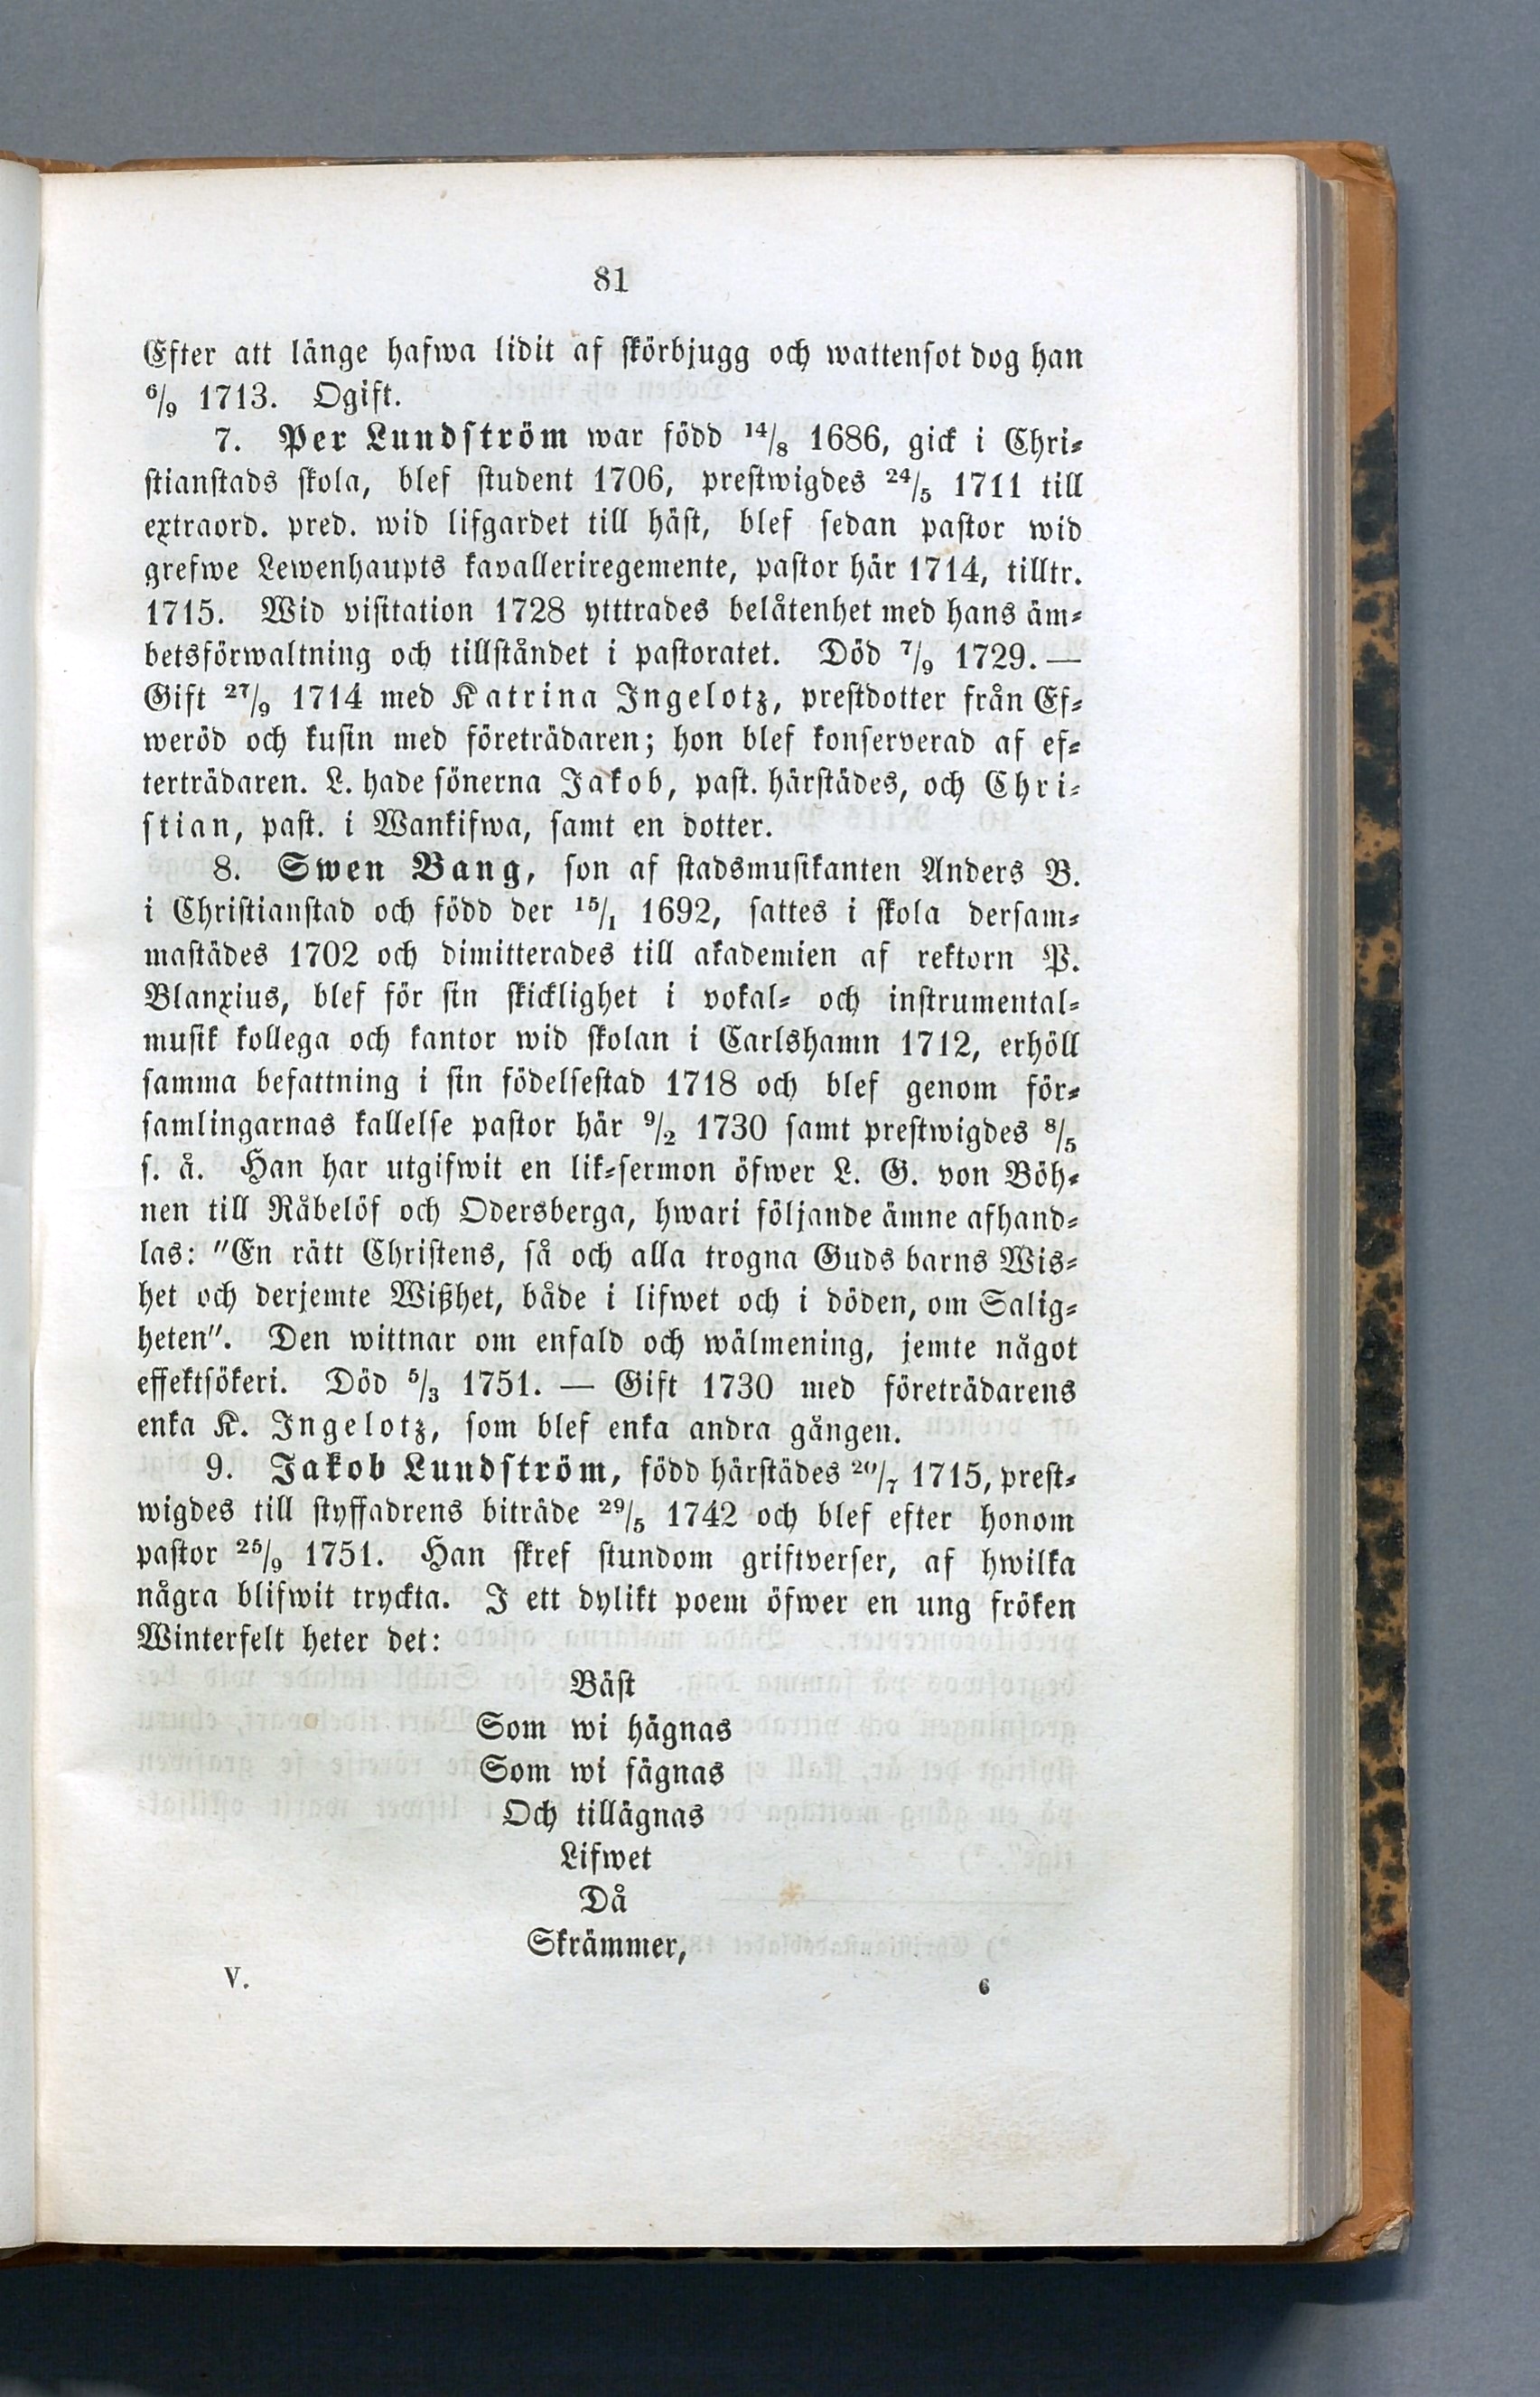 81
Efter att länge hafwa lidit af skörbjugg och wattensot dog han
6/9 1713. Ogift.
7. Per Lundström war född 14/8 1686, gick i Chri-
stianstads skola, blef student 1706, prestwigdes 24/5 1711 till
extraord. pred. wid lifgardet till häst, blef sedan pastor wid
grefwe Lewenhaupts kavalleriregemente, pastor här 1714, tilltr.
1715. Wid visitation 1728 ytttrades belåtenhet med hans äm-
betsförwaltning och tillståndet i pastoratet. Död 7/9 1729. —
Gift 27/9 1714 med Katrina Ingelotz, prestdotter från Ef-
weröd och kusin med företrädaren; hon blef konserverad af ef-
terträdaren. L. hade sönerna Jakob, past. härstädes, och Chri-
stian, past. i Wankifwa, samt en dotter.
8. Swen Bang, son af stadsmusikanten Anders B.
i Christianstad och född der 15/1 1692, sattes i skola dersam-
mastädes 1702 och dimitterades till akademien af rektorn P.
Blanxius, blef för sin skicklighet i vokal- och instrumental-
musik kollega och kantor wid skolan i Carlshamn 1712, erhöll
samma befattning i sin födelsestad 1718 och blef genom för-
samlingarnas kallelse pastor här 9/2 1730 samt prestwigdes 8/5
s. å. Han har utgifwit en lik-sermon öfwer L. G. von Böh-
nen till Råbelöf och Odersberga, hwari följande ämne afhand-
las: "En rätt Christens, så och alla trogna Guds barns Wis-
het och derjemte Wißhet, både i lifwet och i döden, om Salig-
heten". Den wittnar om enfald och wälmening, jemte något
effektsökeri. Död 5/3 1751. — Gift 1730 med företrädarens
enka K. Ingelotz, som blef enka andra gången.
9. Jakob Lundström, född härstädes 20/7 1715, prest-
wigdes till styffadrens biträde 29/5 1742 och blef efter honom
pastor 25/9 1751. Han skref stundom griftverser, af hwilka
några blifwit tryckta. I ett dylikt poem öfwer en ung fröken
Winterfelt heter det:
Bäst
Som wi hägnas
Som wi fägnas
Och tillägnas
Lifwet
Då
Skrämmer,
V. 6